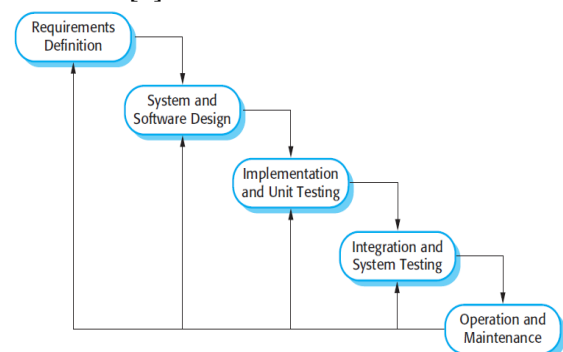 Requirements
Definition
System and
Software Design
Implementation
and Unit Testing
Integration and
System Testing
Operation and
Maintenance